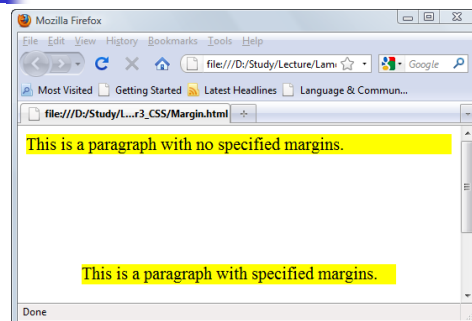 Mozilla Firefox
File Edit View History Bookmarks Tools Help
file:///D:/Study/Lecture/Lam Google
Most Visited Getting Started Latest Headlines Language & Commun...
file:///D:/Study/L...r3_CSS/Margin.html
This is a paragraph with no specified margins.
This is a paragraph with specified margins.
Done